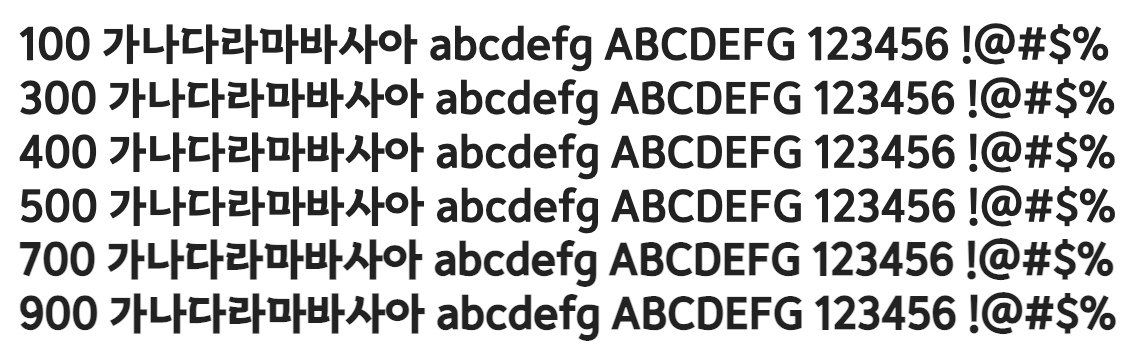 100 가나다라마바사아 abcdefg ABCDEFG 123456 !@#$%
300 가나다라마바사아 abcdefg ABCDEFG 123456 !@#$%
400 가나다라마바사아 abcdefg ABCDEFG 123456 !@#$%
500 가나다라마바사아 abcdefg ABCDEFG 123456 !@#$%
700 가나다라마바사아 abcdefg ABCDEFG 123456 !@#$%
900 가나다라마바사아 abcdefg ABCDEFG 123456 !@#$%